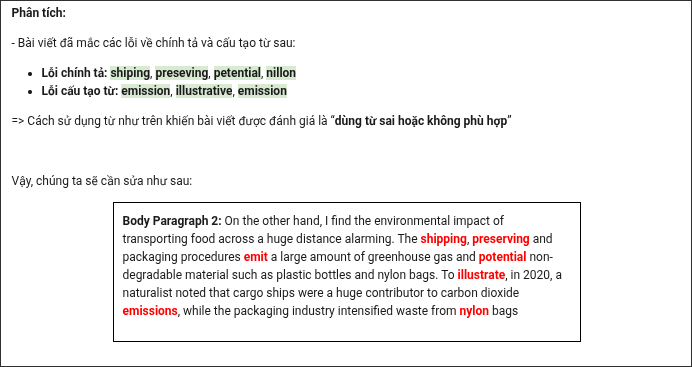 Phân tích:
- Bài viết đã mắc các lỗi về chính tả và cấu tạo từ sau:
• Lỗi chính tả: shiping, preseving, petential, nillon
• Lỗi cấu tạo từ: emission, illustrative, emission
=> Cách sử dụng từ như trên khiến bài viết được đánh giá là “dùng từ sai hoặc không phù hợp”
Vậy, chúng ta sẽ cần sửa như sau:
Body Paragraph 2: On the other hand, I find the environmental impact of
transporting food across a huge distance alarming. The shipping, preserving and
packaging procedures emit a large amount of greenhouse gas and potential non-
degradable material such as plastic bottles and nylon bags. To illustrate, in 2020, a
naturalist noted that cargo ships were a huge contributor to carbon dioxide
emissions, while the packaging industry intensified waste from nylon bags